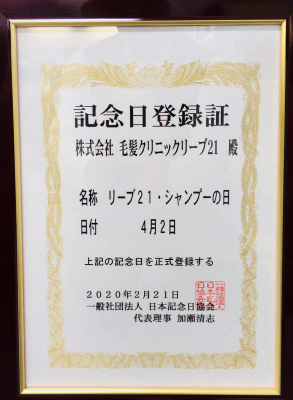 記念日登録証
株式会社 毛髪クリニックリーブ21 殿
名称 リーブ21・シャンプーの日
日付 4月2日
上記の記念日を正式登録する
2020年2月21日
一般社団法人 日本記念日協会
代表理事 加瀬清志